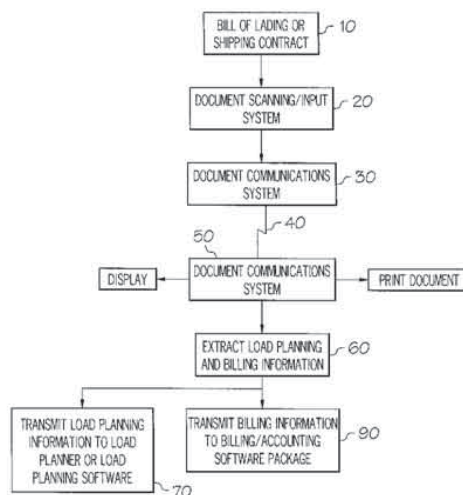 BILL OF LADING OR
SHIPPING CONTRACT
10
DOCUMENT SCANNING/INPUT
SYSTEM
20
DOCUMENT COMMUNICATIONS
SYSTEM
30
40
50
DISPLAY
DOCUMENT COMMUNICATIONS
SYSTEM
PRINT DOCUMENT
60
EXTRACT LOAD PLANNING
AND BILLING INFORMATION
TRANSMIT LOAD PLANNING
INFORMATION TO LOAD
PLANNER OR LOAD
PLANNING SOFTWARE
70
TRANSMIT BILLING INFORMATION
TO BILLING/ACCOUNTING
SOFTWARE PACKAGE
90